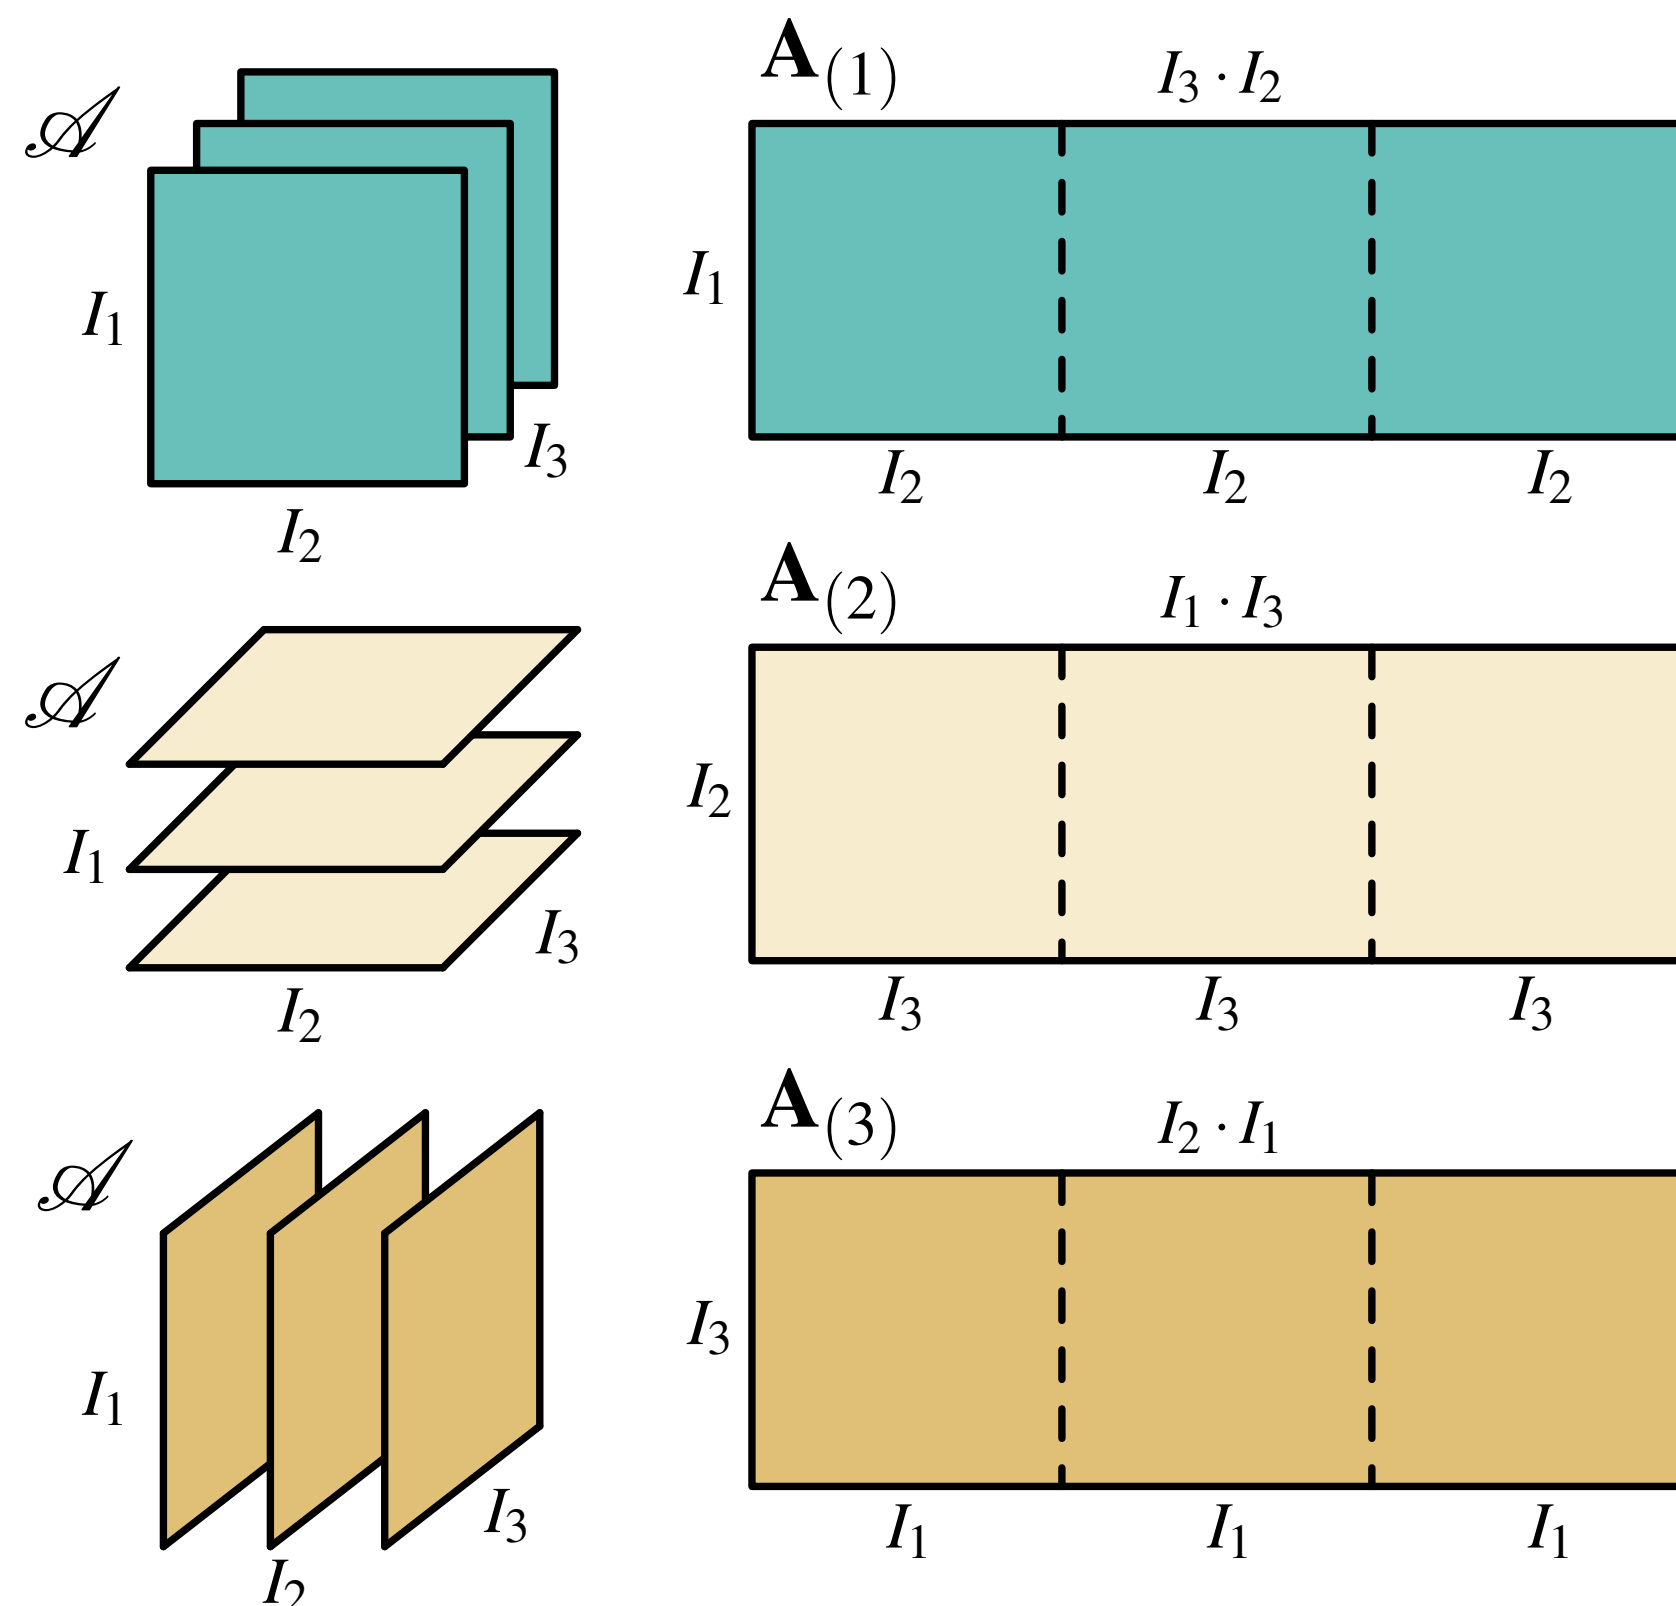 𝒜
I₁
I₂
I₃
A₍₁₎
I₃ · I₂
I₁
I₂ I₂ I₂
𝒜
I₁
I₂
I₃
A₍₂₎
I₁ · I₃
I₂
I₃ I₃ I₃
𝒜
I₁
I₂
I₃
A₍₃₎
I₂ · I₁
I₃
I₁ I₁ I₁